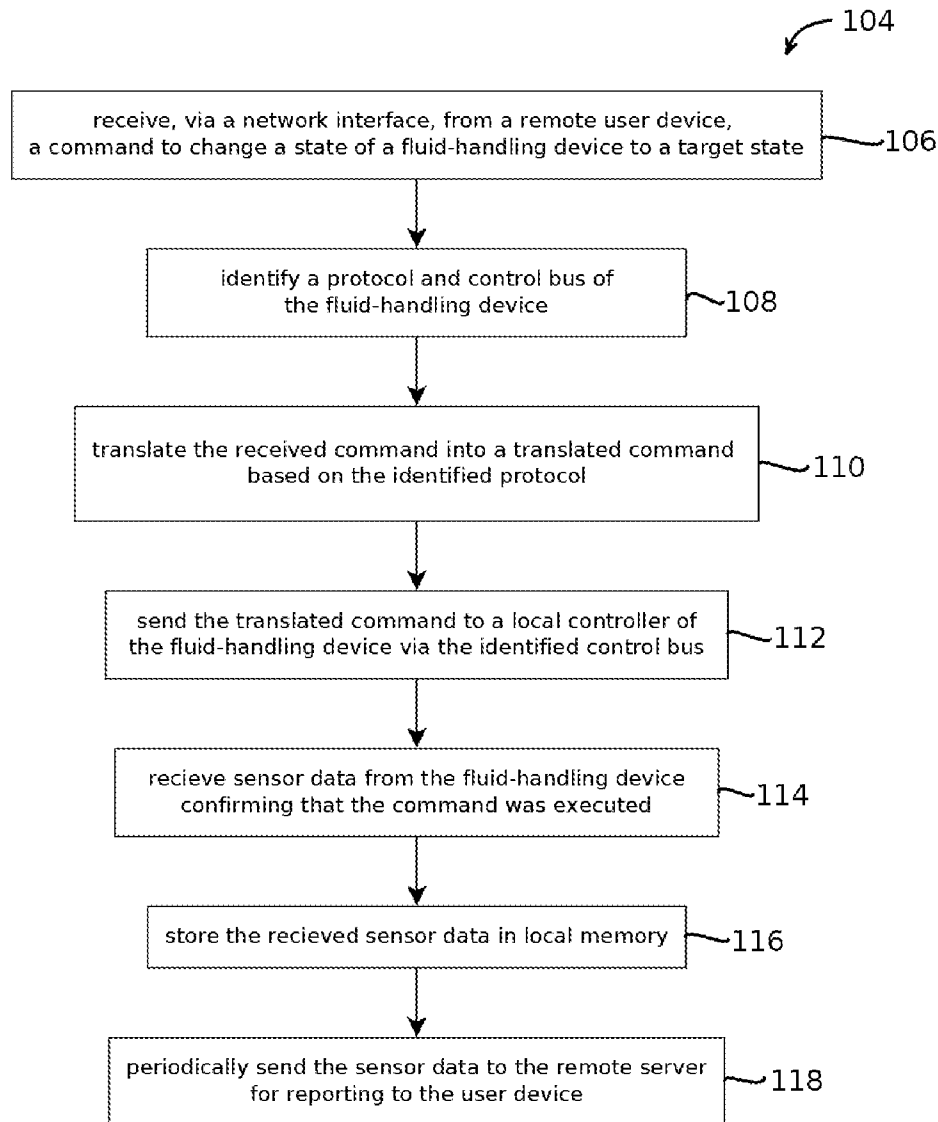 104
receive, via a network interface, from a remote user device,
a command to change a state of a fluid-handling device to a target state
106
identify a protocol and control bus of
the fluid-handling device
108
translate the received command into a translated command
based on the identified protocol
110
send the translated command to a local controller of
the fluid-handling device via the identified control bus
112
recieve sensor data from the fluid-handling device
confirming that the command was executed
114
store the recieved sensor data in local memory
116
periodically send the sensor data to the remote server
for reporting to the user device
118